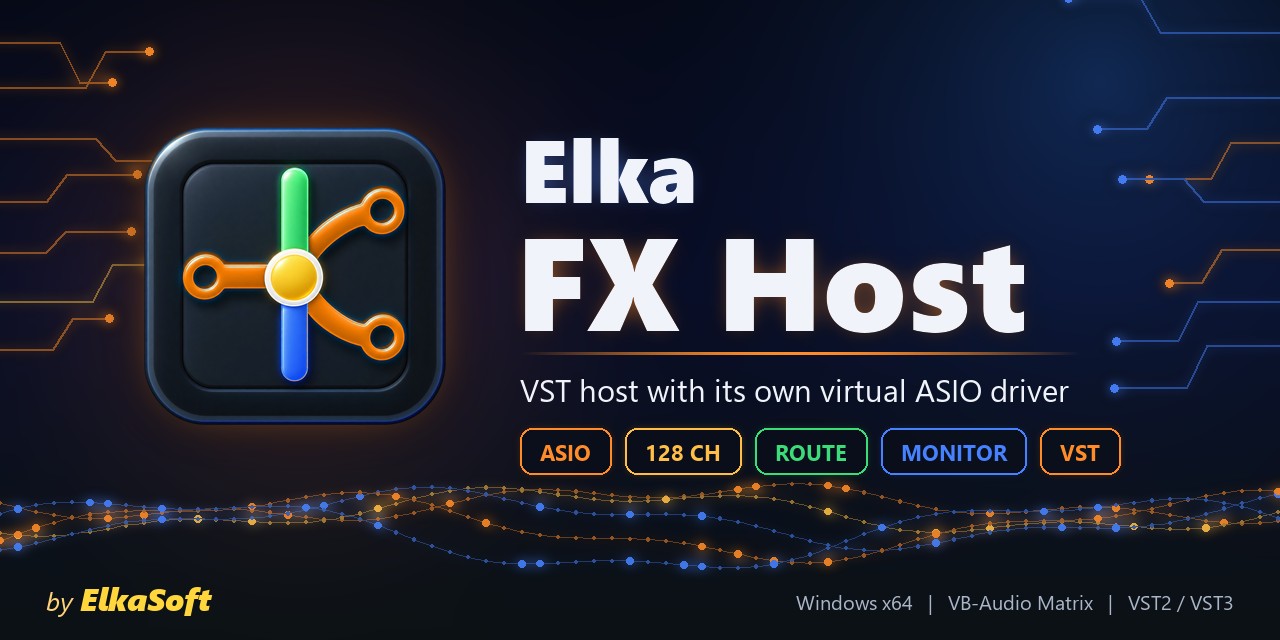 Elka
FX Host
VST host with its own virtual ASIO driver
ASIO 128 CH ROUTE MONITOR VST
by ElkaSoft
Windows x64 | VB-Audio Matrix | VST2 / VST3